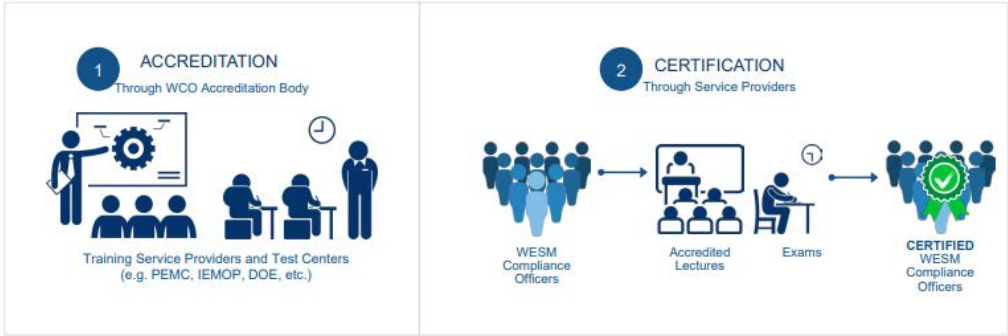 1
ACCREDITATION
Through WCO Accreditation Body
Training Service Providers and Test Centers
(e.g. PEMC, IEMOP, DOE, etc.)
2
CERTIFICATION
Through Service Providers
WESM
Compliance
Officers
Accredited
Lectures
Exams
CERTIFIED
WESM
Compliance
Officers